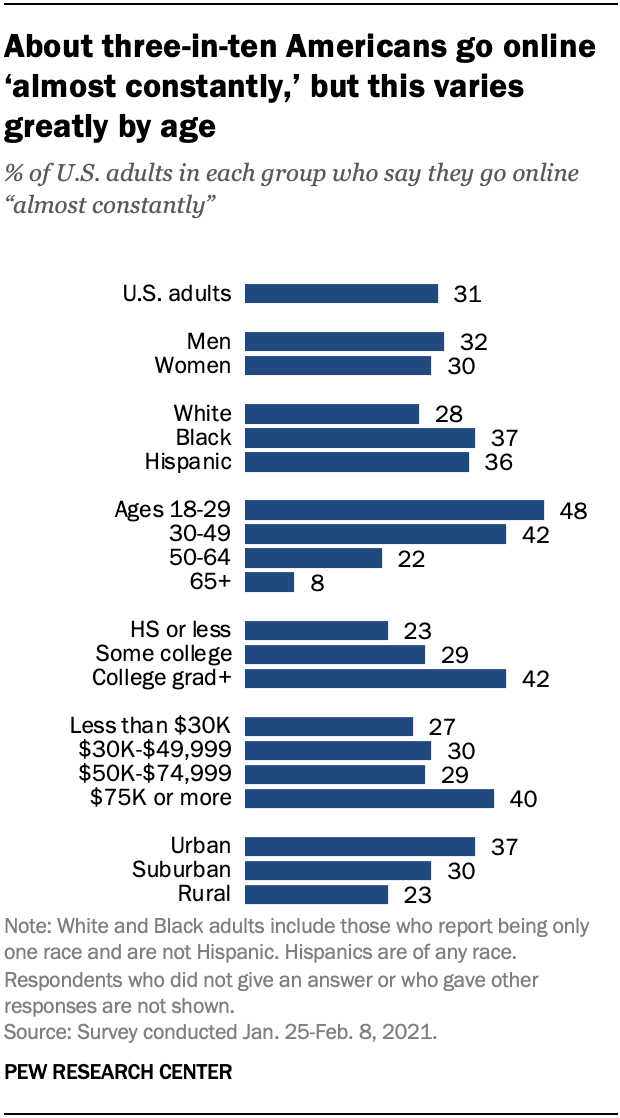 About three-in-ten Americans go online
‘almost constantly,’ but this varies
greatly by age
% of U.S. adults in each group who say they go online
“almost constantly”
U.S. adults 31
Men 32
Women 30
White 28
Black 37
Hispanic 36
Ages 18-29 48
30-49 42
50-64 22
65+ 8
HS or less 23
Some college 29
College grad+ 42
Less than $30K 27
$30K-$49,999 30
$50K-$74,999 29
$75K or more 40
Urban 37
Suburban 30
Rural 23
Note: White and Black adults include those who report being only
one race and are not Hispanic. Hispanics are of any race.
Respondents who did not give an answer or who gave other
responses are not shown.
Source: Survey conducted Jan. 25-Feb. 8, 2021.
PEW RESEARCH CENTER